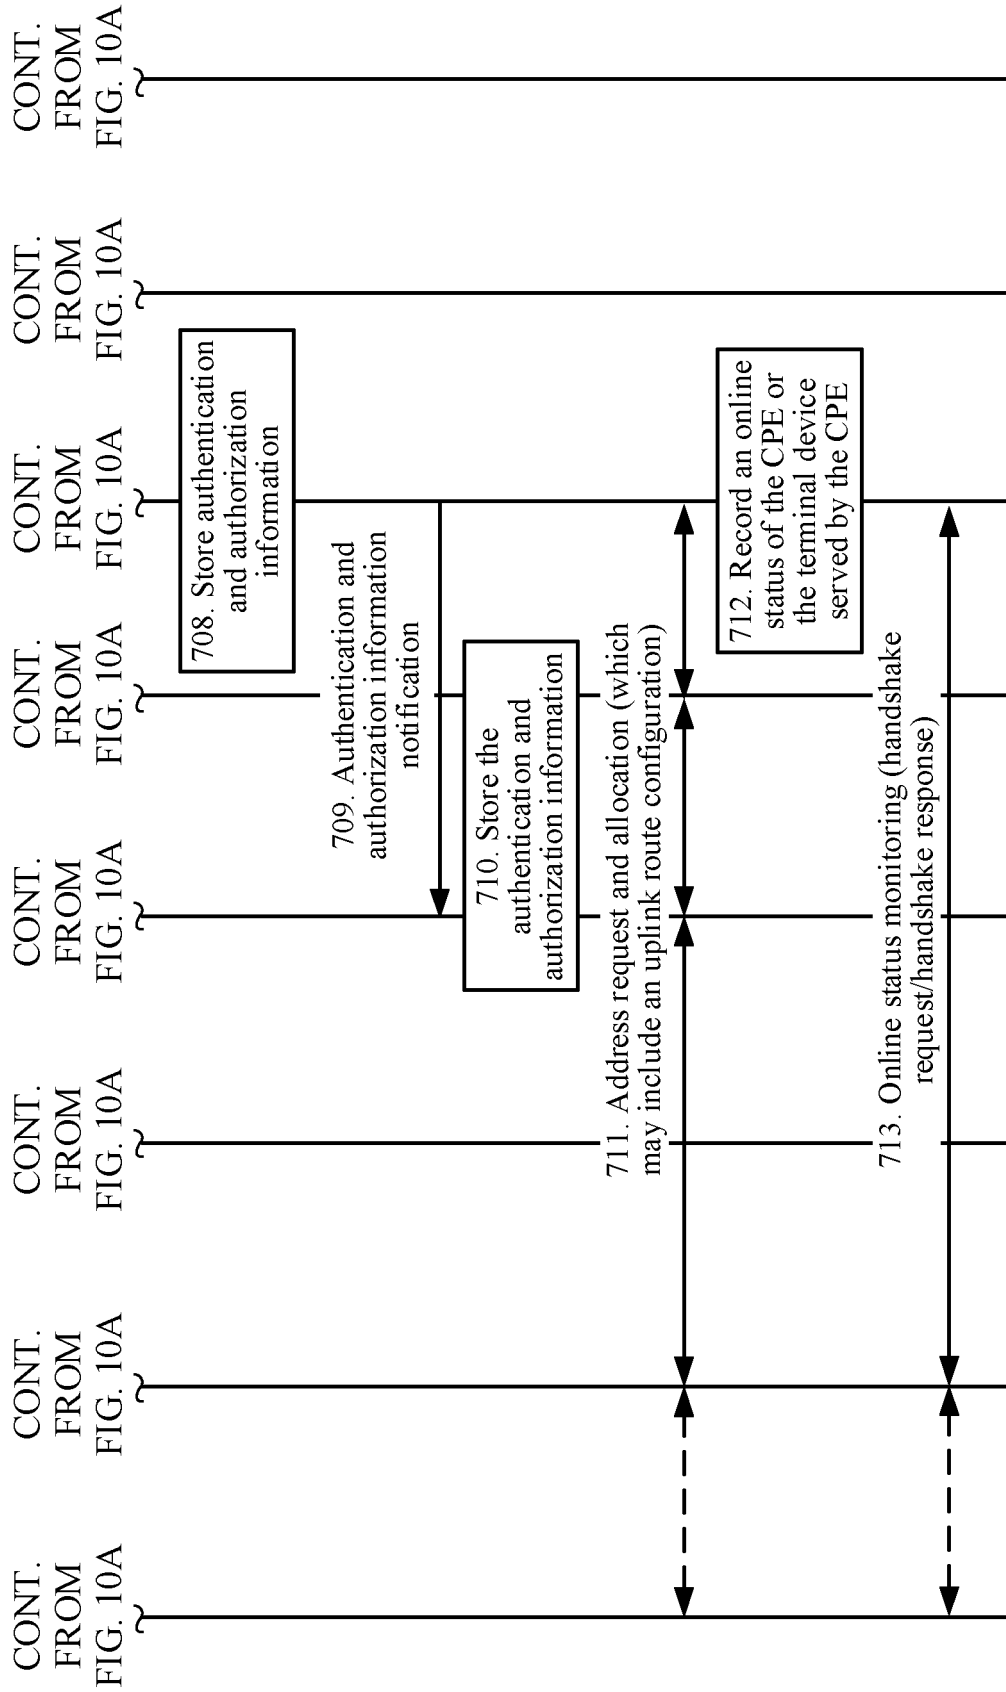 CONT.
FROM
FIG. 10A
CONT.
FROM
FIG. 10A
CONT.
FROM
FIG. 10A
CONT.
FROM
FIG. 10A
CONT.
FROM
FIG. 10A
CONT.
FROM
FIG. 10A
CONT.
FROM
FIG. 10A
CONT.
FROM
FIG. 10A
708. Store authentication
and authorization
information
709. Authentication and
authorization information
notification
710. Store the
authentication and
authorization information
711. Address request and allocation (which
may include an uplink route configuration)
712. Record an online
status of the CPE or
the terminal device
served by the CPE
713. Online status monitoring (handshake
request/handshake response)